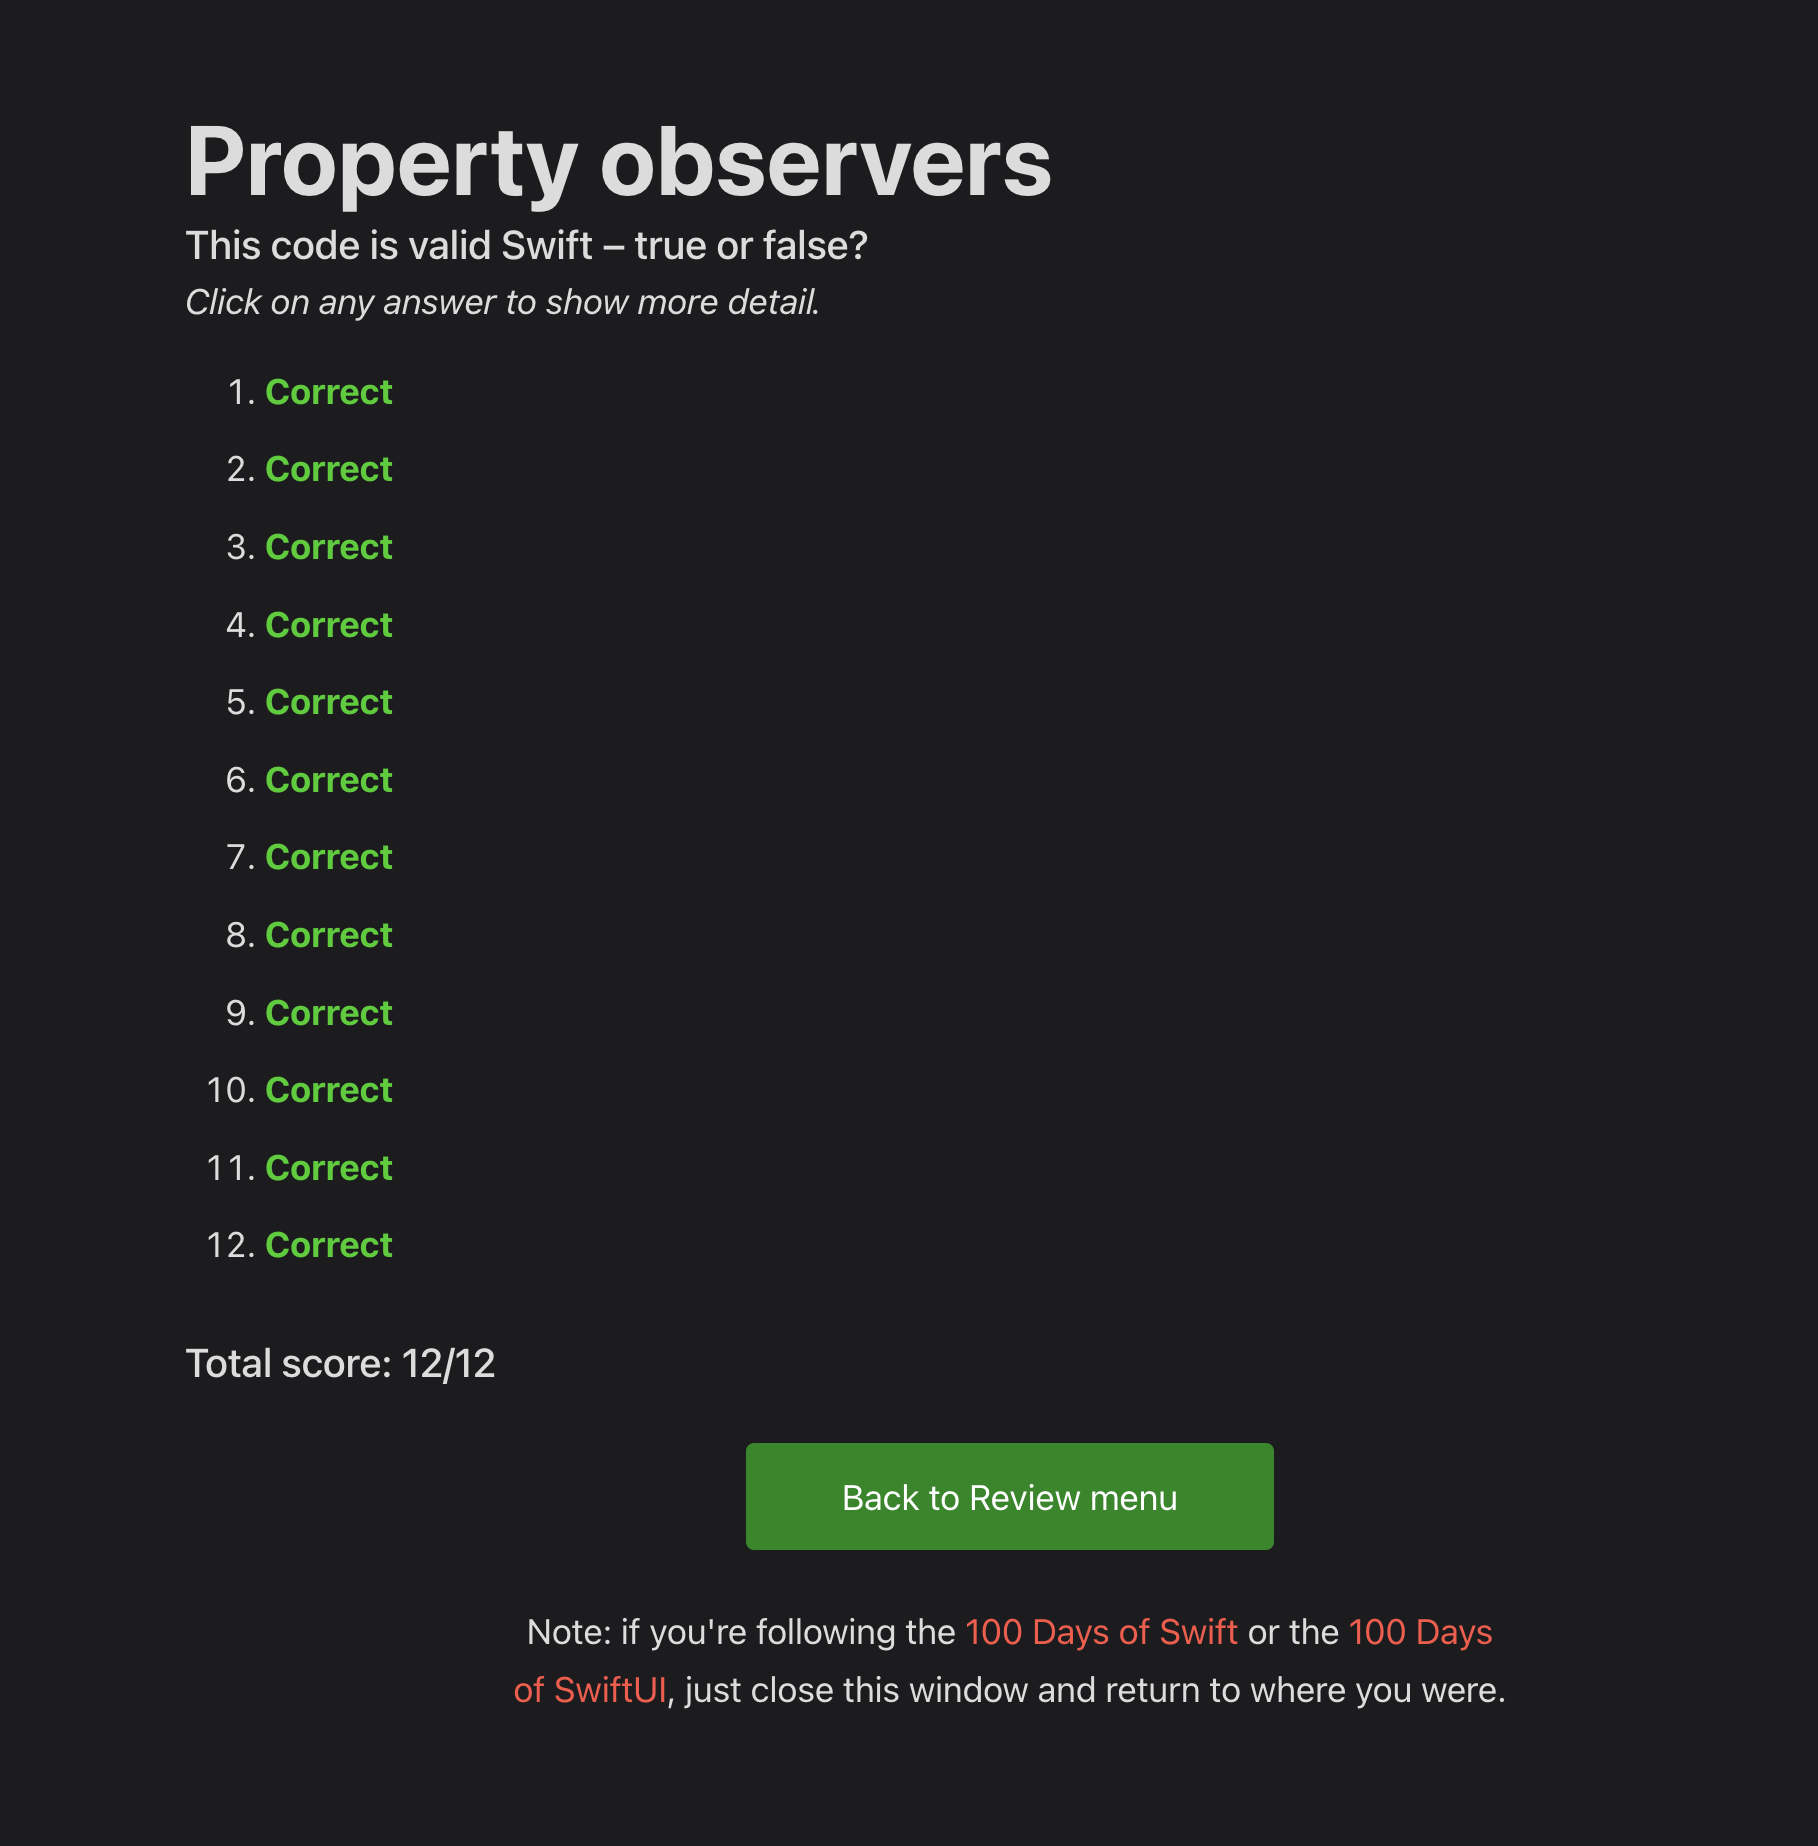 Property observers
This code is valid Swift – true or false?
Click on any answer to show more detail.
1. Correct
2. Correct
3. Correct
4. Correct
5. Correct
6. Correct
7. Correct
8. Correct
9. Correct
10. Correct
11. Correct
12. Correct
Total score: 12/12
Back to Review menu
Note: if you're following the 100 Days of Swift or the 100 Days
of SwiftUI, just close this window and return to where you were.